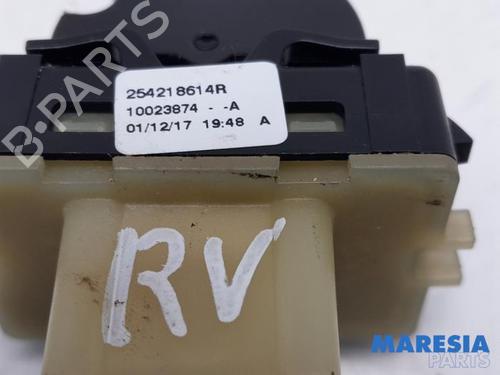 254218614R
10023874 - -A
01/12/17 19:48 A
RV
B-PARTS
MARESIA
PARTS